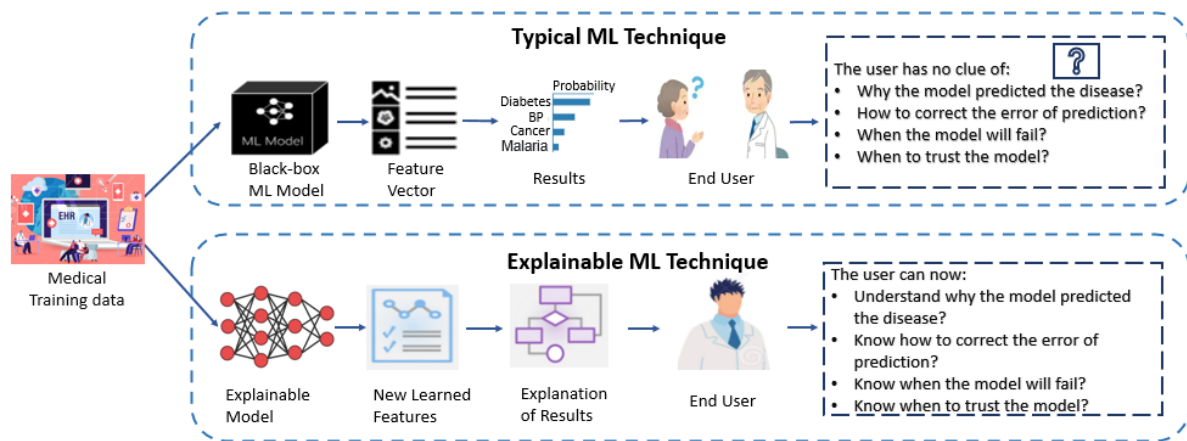 Typical ML Technique
ML Model
Black-box
ML Model
Feature
Vector
Probability
Diabetes
BP
Cancer
Malaria
Results
?
End User
?
The user has no clue of:
• Why the model predicted the disease?
• How to correct the error of prediction?
• When the model will fail?
• When to trust the model?
EHR
Medical
Training data
Explainable ML Technique
Explainable
Model
New Learned
Features
Explanation
of Results
End User
The user can now:
• Understand why the model predicted
the disease?
• Know how to correct the error of
prediction?
• Know when the model will fail?
• Know when to trust the model?